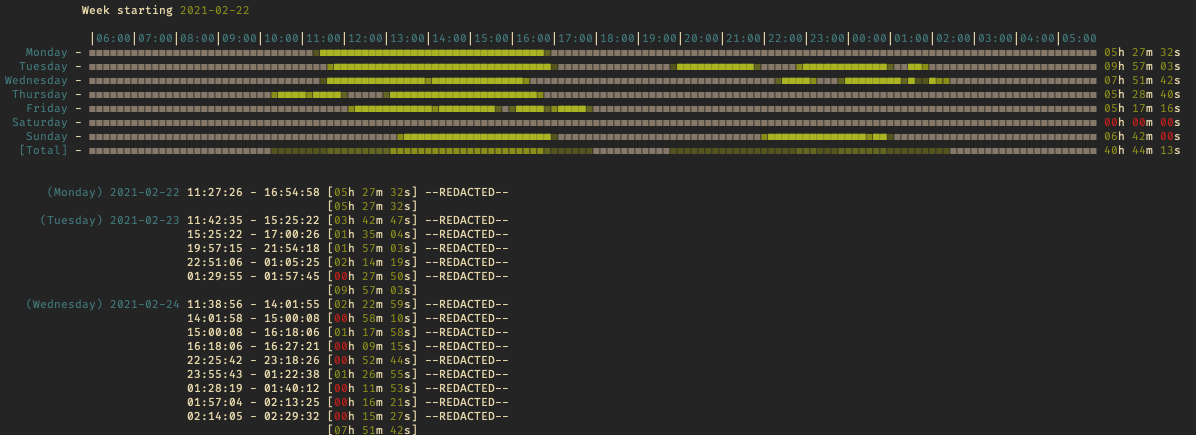 Week starting 2021-02-22
|06:00|07:00|08:00|09:00|10:00|11:00|12:00|13:00|14:00|15:00|16:00|17:00|18:00|19:00|20:00|21:00|22:00|23:00|00:00|01:00|02:00|03:00|04:00|05:00
Monday - 05h 27m 32s
Tuesday - 09h 57m 03s
Wednesday - 07h 51m 42s
Thursday - 05h 28m 40s
Friday - 05h 17m 16s
Saturday - 00h 00m 00s
Sunday - 06h 42m 00s
[Total] - 40h 44m 13s
(Monday) 2021-02-22 11:27:26 - 16:54:58 [05h 27m 32s] --REDACTED--
[05h 27m 32s]
(Tuesday) 2021-02-23 11:42:35 - 15:25:22 [03h 42m 47s] --REDACTED--
15:25:22 - 17:00:26 [01h 35m 04s] --REDACTED--
19:57:15 - 21:54:18 [01h 57m 03s] --REDACTED--
22:51:06 - 01:05:25 [02h 14m 19s] --REDACTED--
01:29:55 - 01:57:45 [00h 27m 50s] --REDACTED--
[09h 57m 03s]
(Wednesday) 2021-02-24 11:38:56 - 14:01:55 [02h 22m 59s] --REDACTED--
14:01:58 - 15:00:08 [00h 58m 10s] --REDACTED--
15:00:08 - 16:18:06 [01h 17m 58s] --REDACTED--
16:18:06 - 16:27:21 [00h 09m 15s] --REDACTED--
22:25:42 - 23:18:26 [00h 52m 44s] --REDACTED--
23:55:43 - 01:22:38 [01h 26m 55s] --REDACTED--
01:28:19 - 01:40:12 [00h 11m 53s] --REDACTED--
01:57:04 - 02:13:25 [00h 16m 21s] --REDACTED--
02:14:05 - 02:29:32 [00h 15m 27s] --REDACTED--
[07h 51m 42s]